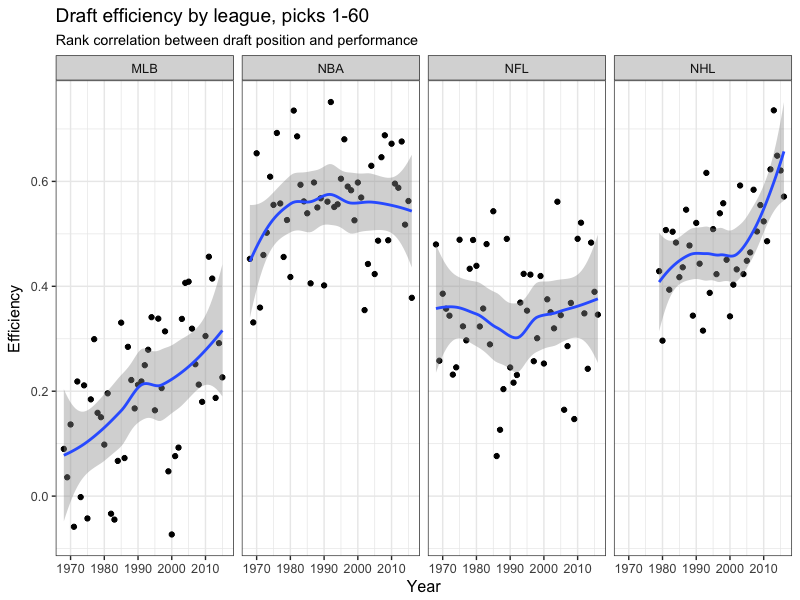 Draft efficiency by league, picks 1-60
Rank correlation between draft position and performance
MLB NBA NFL NHL
0.6
0.4
0.2
0.0
Efficiency
1970 1980 1990 2000 2010 1970 1980 1990 2000 2010 1970 1980 1990 2000 2010 1970 1980 1990 2000 2010
Year